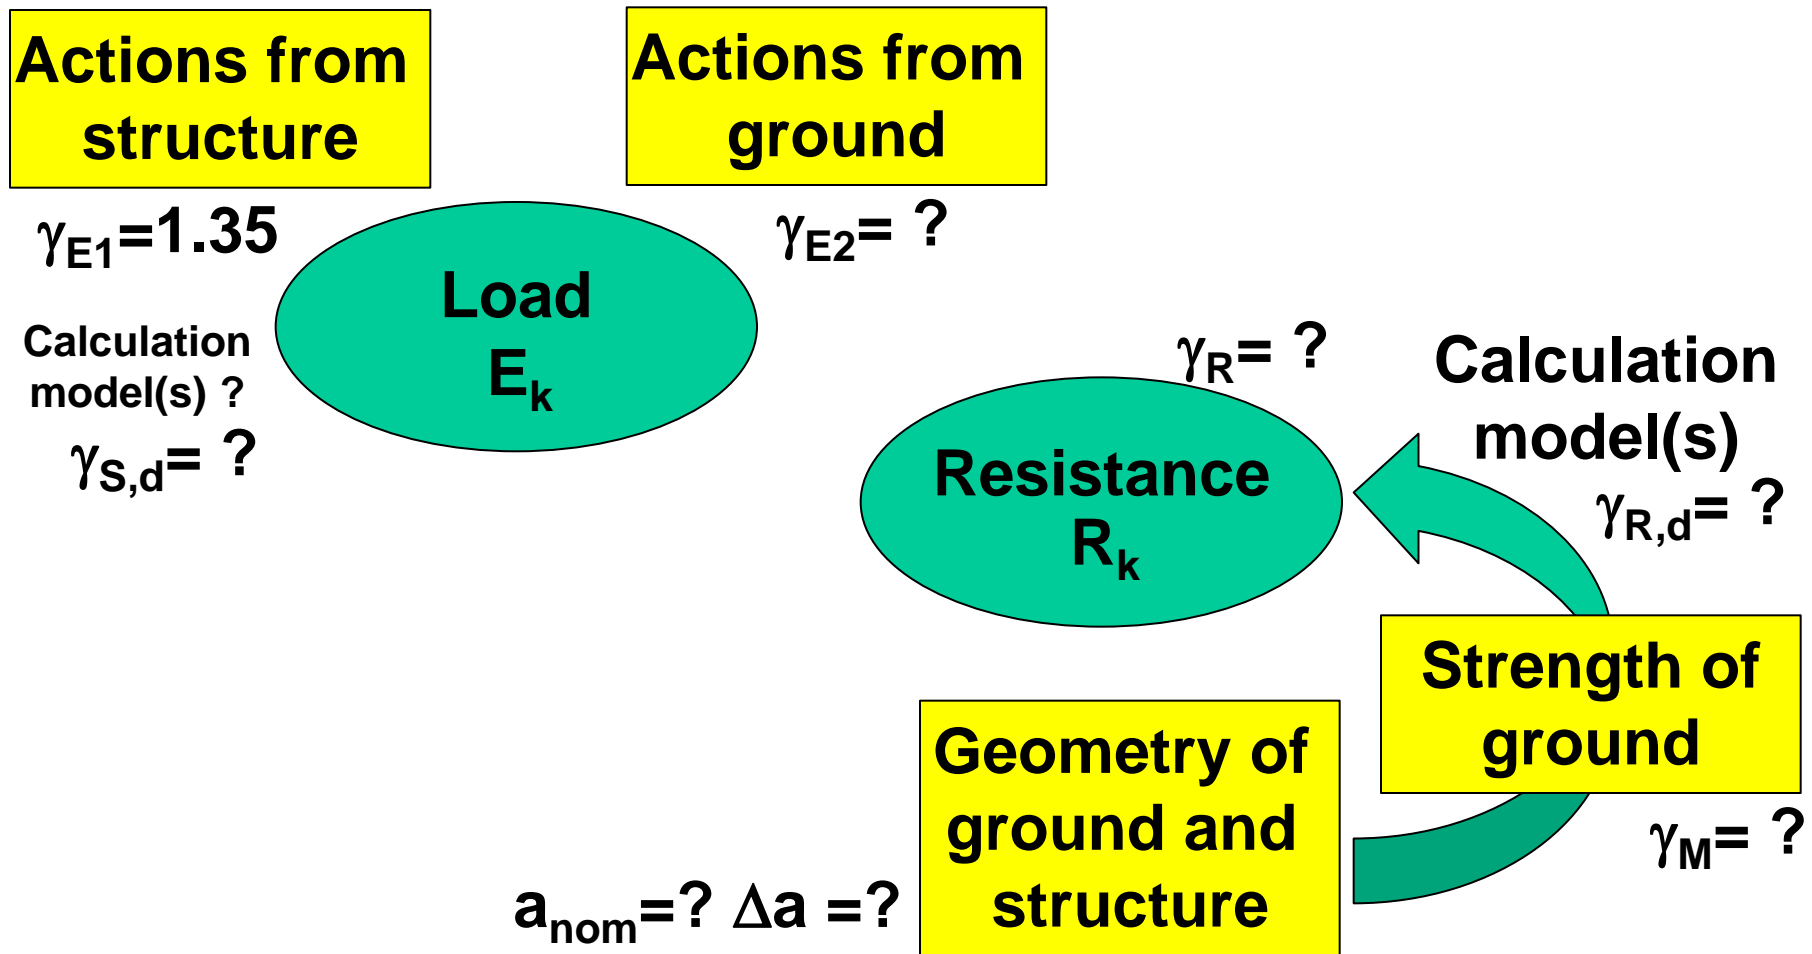 Actions from
structure
Actions from
ground
γE1=1.35
γE2= ?
Load
Ek
Calculation
model(s) ?
γS,d= ?
γR= ?
Calculation
model(s)
γR,d= ?
Resistance
Rk
Strength of
ground
γM= ?
Geometry of
ground and
structure
anom=? Δa =?